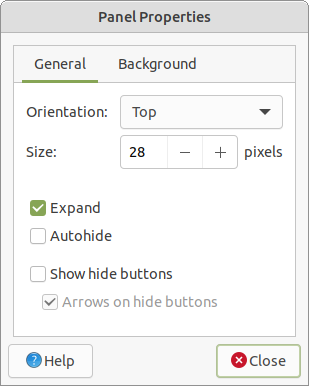 Panel Properties
General Background
Orientation: Top
Size: 28 pixels
Expand
Autohide
Show hide buttons
Arrows on hide buttons
Help Close